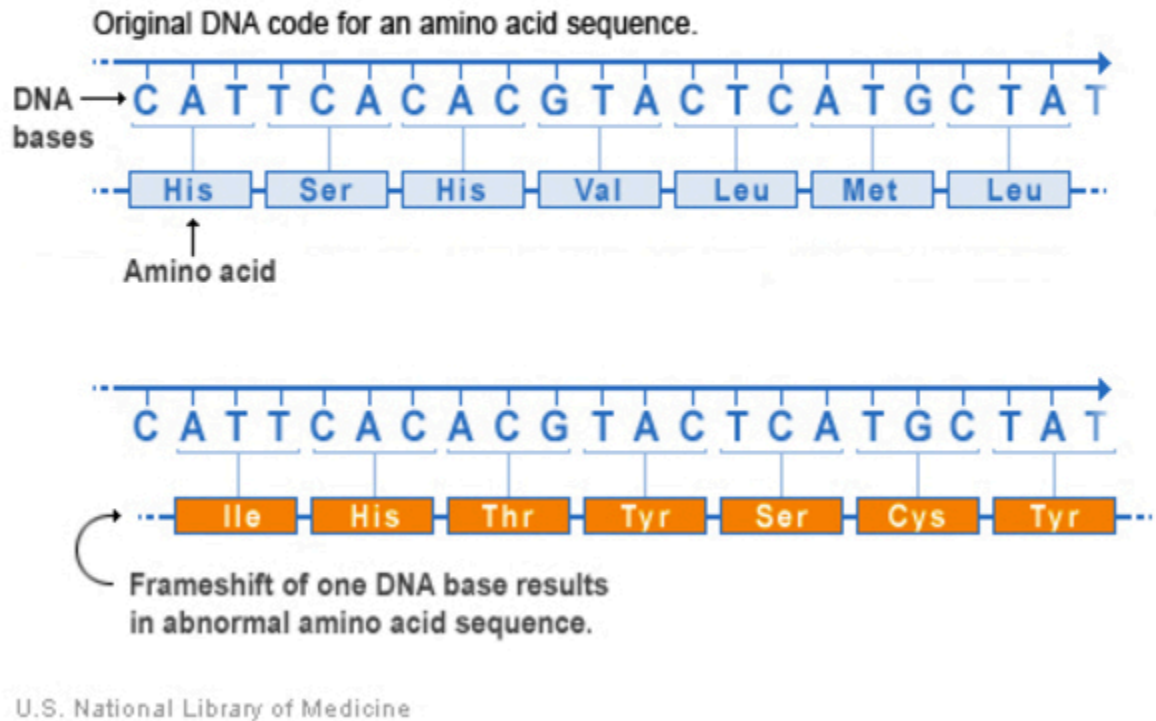 Original DNA code for an amino acid sequence.
DNA bases
C A T T C A C A C G T A C T C A T G C T A T
His Ser His Val Leu Met Leu
Amino acid
C A T T C A C A C G T A C T C A T G C T A T
Ile His Thr Tyr Ser Cys Tyr
Frameshift of one DNA base results
in abnormal amino acid sequence.
U.S. National Library of Medicine